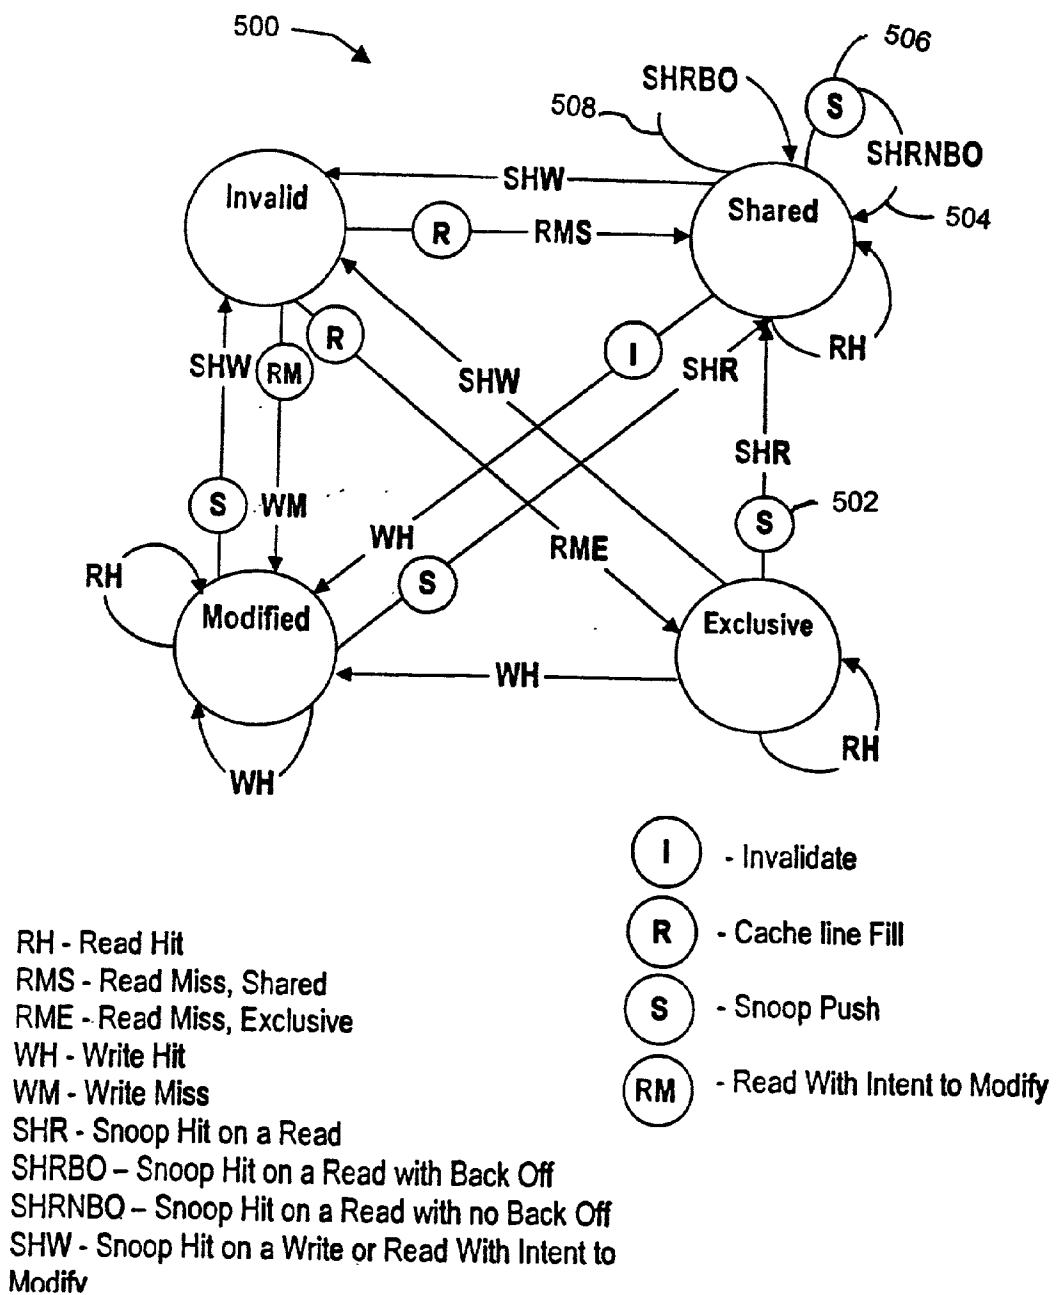 500
506
SHRBO
S
508
SHRNBO
SHW
Invalid
Shared
504
R
RMS
R
I
RH
SHW
RM
SHW
SHR
SHR
S
WM
S
502
WH
RME
RH
S
Modified
Exclusive
WH
RH
WH
I - Invalidate
R - Cache line Fill
S - Snoop Push
RM - Read With Intent to Modify
RH - Read Hit
RMS - Read Miss, Shared
RME - Read Miss, Exclusive
WH - Write Hit
WM - Write Miss
SHR - Snoop Hit on a Read
SHRBO – Snoop Hit on a Read with Back Off
SHRNBO – Snoop Hit on a Read with no Back Off
SHW - Snoop Hit on a Write or Read With Intent to
Modify